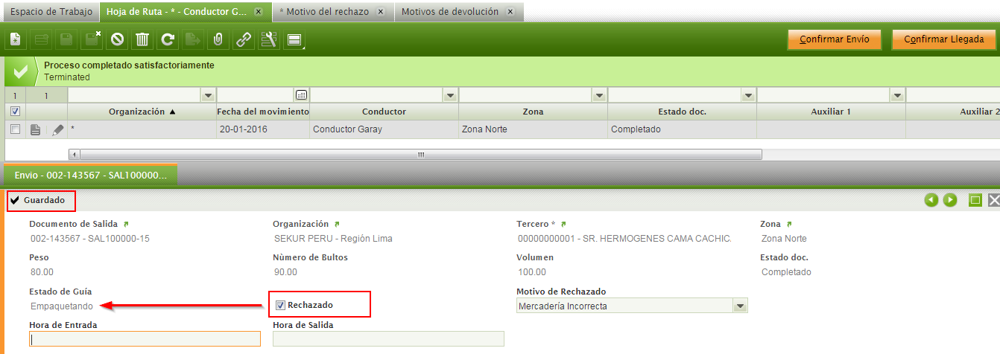 Espacio de Trabajo Hoja de Ruta - * - Conductor G... * Motivo del rechazo Motivos de devolución
Confirmar Envío Confirmar Llegada
Proceso completado satisfactoriamente
Terminated
1 1
Organización Fecha del movimiento Conductor Zona Estado doc. Auxiliar 1 Auxiliar 2
* 20-01-2016 Conductor Garay Zona Norte Completado
Envio - 002-143567 - SAL100000...
Guardado
Documento de Salida Organización Tercero * Zona
002-143567 - SAL100000-15 SEKUR PERU - Región Lima 00000000001 - SR. HERMOGENES CAMA CACHIC. Zona Norte
Peso Nùmero de Bultos Volumen Estado doc.
80.00 90.00 100.00 Completado
Estado de Guía Motivo de Rechazado
Empaquetando Rechazado Mercadería Incorrecta
Hora de Entrada Hora de Salida